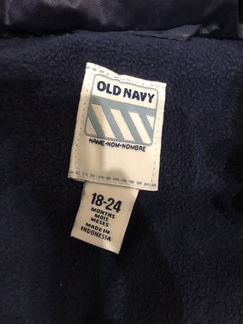 OLD NAVY
NAME-NOM-NOMBRE
18-24
MONTHS
MOIS
MESES
MADE IN
INDONESIA